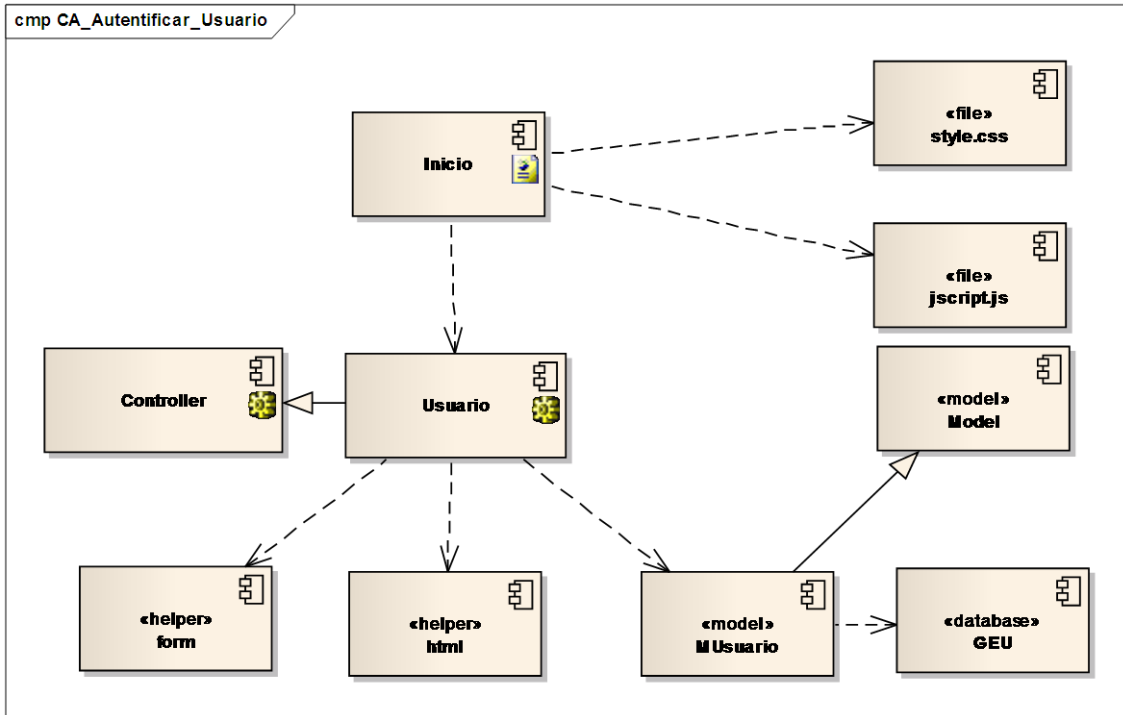 cmp CA_Autentificar_Usuario
«file»
style.css
Inicio
«file»
jscript.js
Controller
Usuario
«model»
Model
«helper»
form
«helper»
html
«model»
MUsuario
«database»
GEU